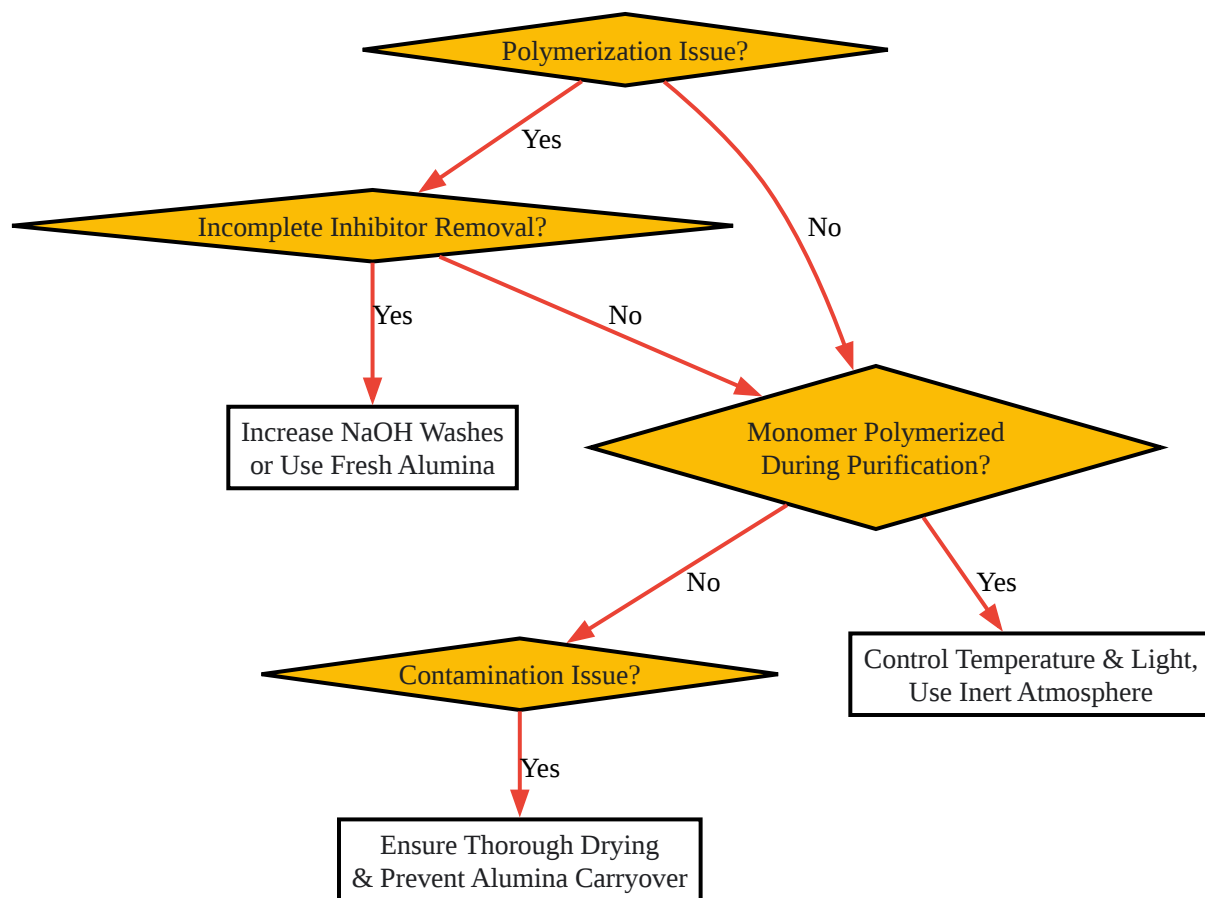 Polymerization Issue?
Yes
Incomplete Inhibitor Removal?
No
Yes
No
Increase NaOH Washes
or Use Fresh Alumina
Monomer Polymerized
During Purification?
No
Yes
Contamination Issue?
Control Temperature & Light,
Use Inert Atmosphere
Yes
Ensure Thorough Drying
& Prevent Alumina Carryover